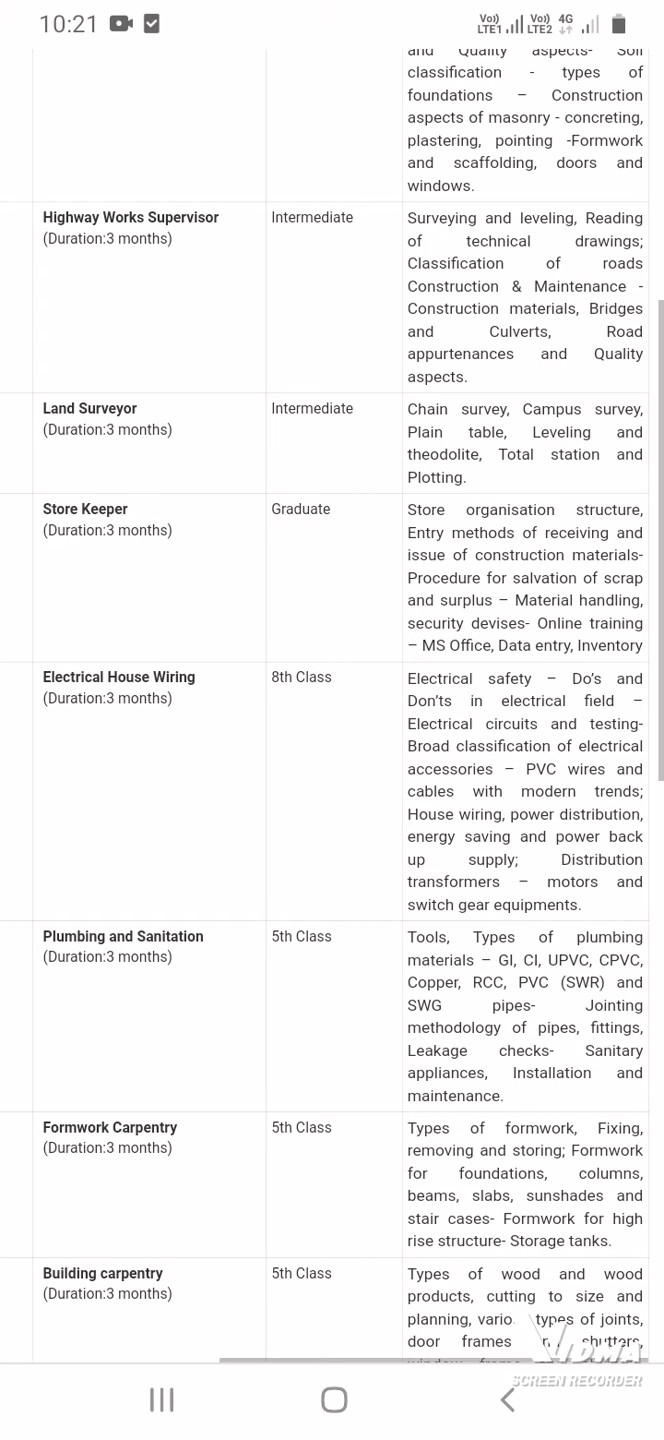 10:21
Vo)) LTE1 Vo)) LTE2 4G
and Quality aspects- Soil
classification - types of
foundations – Construction
aspects of masonry - concreting,
plastering, pointing -Formwork
and scaffolding, doors and
windows.
Highway Works Supervisor
(Duration:3 months)
Intermediate
Surveying and leveling, Reading
of technical drawings;
Classification of roads
Construction & Maintenance -
Construction materials, Bridges
and Culverts, Road
appurtenances and Quality
aspects.
Land Surveyor
(Duration:3 months)
Intermediate
Chain survey, Campus survey,
Plain table, Leveling and
theodolite, Total station and
Plotting.
Store Keeper
(Duration:3 months)
Graduate
Store organisation structure,
Entry methods of receiving and
issue of construction materials-
Procedure for salvation of scrap
and surplus – Material handling,
security devises- Online training
– MS Office, Data entry, Inventory
Electrical House Wiring
(Duration:3 months)
8th Class
Electrical safety – Do's and
Don'ts in electrical field –
Electrical circuits and testing-
Broad classification of electrical
accessories – PVC wires and
cables with modern trends;
House wiring, power distribution,
energy saving and power back
up supply; Distribution
transformers – motors and
switch gear equipments.
Plumbing and Sanitation
(Duration:3 months)
5th Class
Tools, Types of plumbing
materials – GI, CI, UPVC, CPVC,
Copper, RCC, PVC (SWR) and
SWG pipes- Jointing
methodology of pipes, fittings,
Leakage checks- Sanitary
appliances, Installation and
maintenance.
Formwork Carpentry
(Duration:3 months)
5th Class
Types of formwork, Fixing,
removing and storing; Formwork
for foundations, columns,
beams, slabs, sunshades and
stair cases- Formwork for high
rise structure- Storage tanks.
Building carpentry
(Duration:3 months)
5th Class
Types of wood and wood
products, cutting to size and
planning, types of joints,
door frames shutters,
VIDMA
SCREEN RECORDER